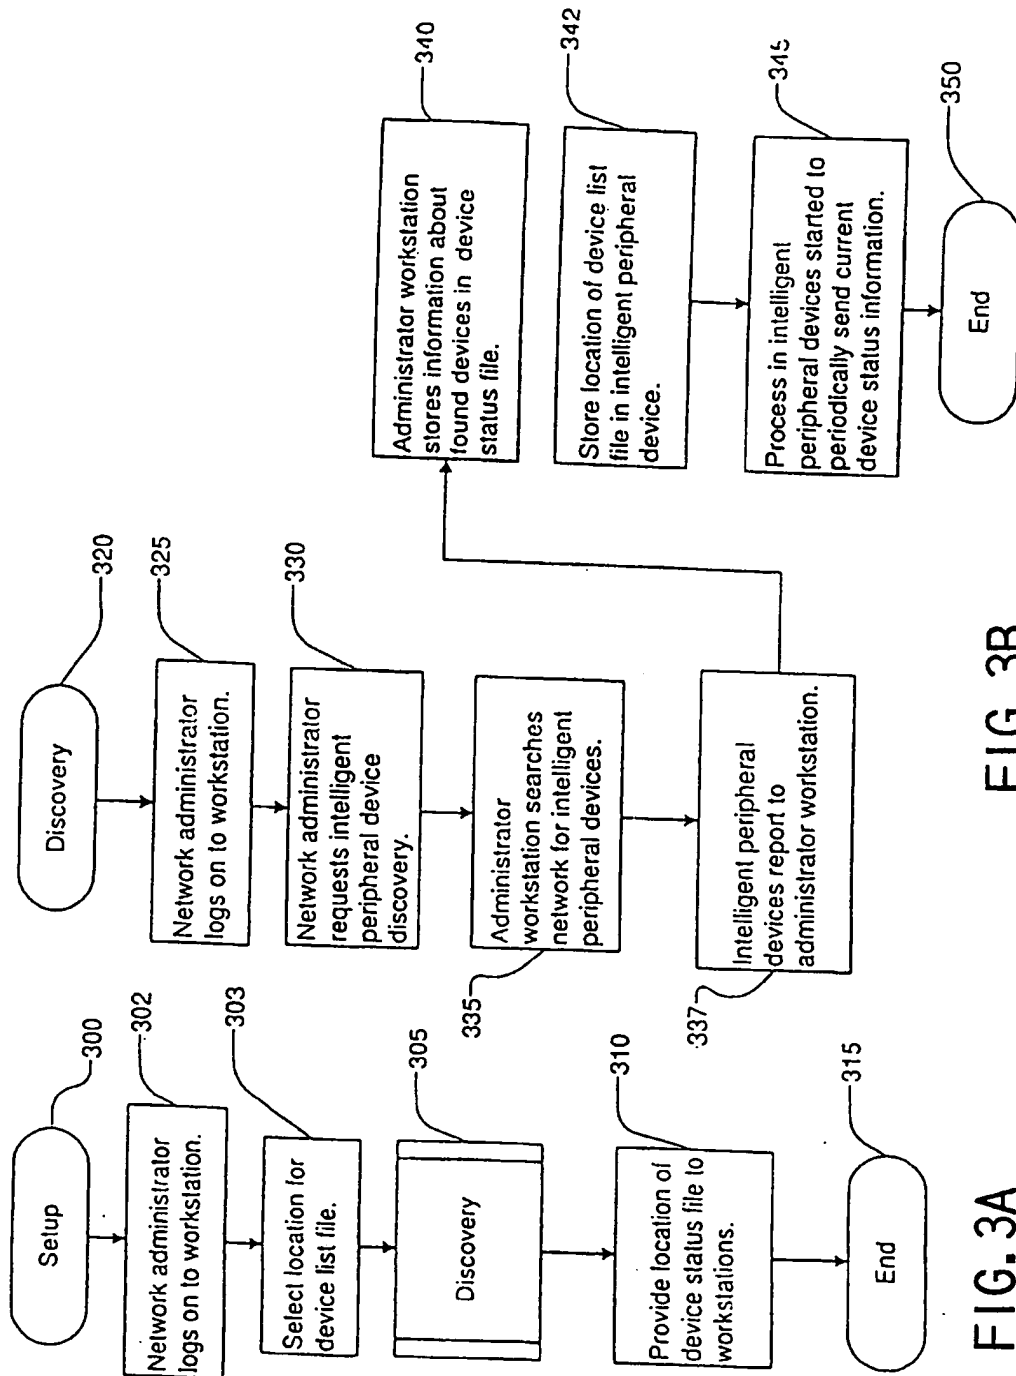 Setup
300
Network administrator
logs on to workstation.
302
Select location for
device list file.
303
Discovery
305
Provide location of
device status file to
workstations.
310
End
315
FIG. 3A
Discovery
320
Network administrator
logs on to workstation.
325
Network administrator
requests intelligent
peripheral device
discovery.
330
Administrator
workstation searches
network for intelligent
peripheral devices.
335
Intelligent peripheral
devices report to
administrator workstation.
337
Administrator workstation
stores information about
found devices in device
status file.
340
Store location of device list
file in intelligent peripheral
device.
342
Process in intelligent
peripheral devices started to
periodically send current
device status information.
345
End
350
FIG. 3B